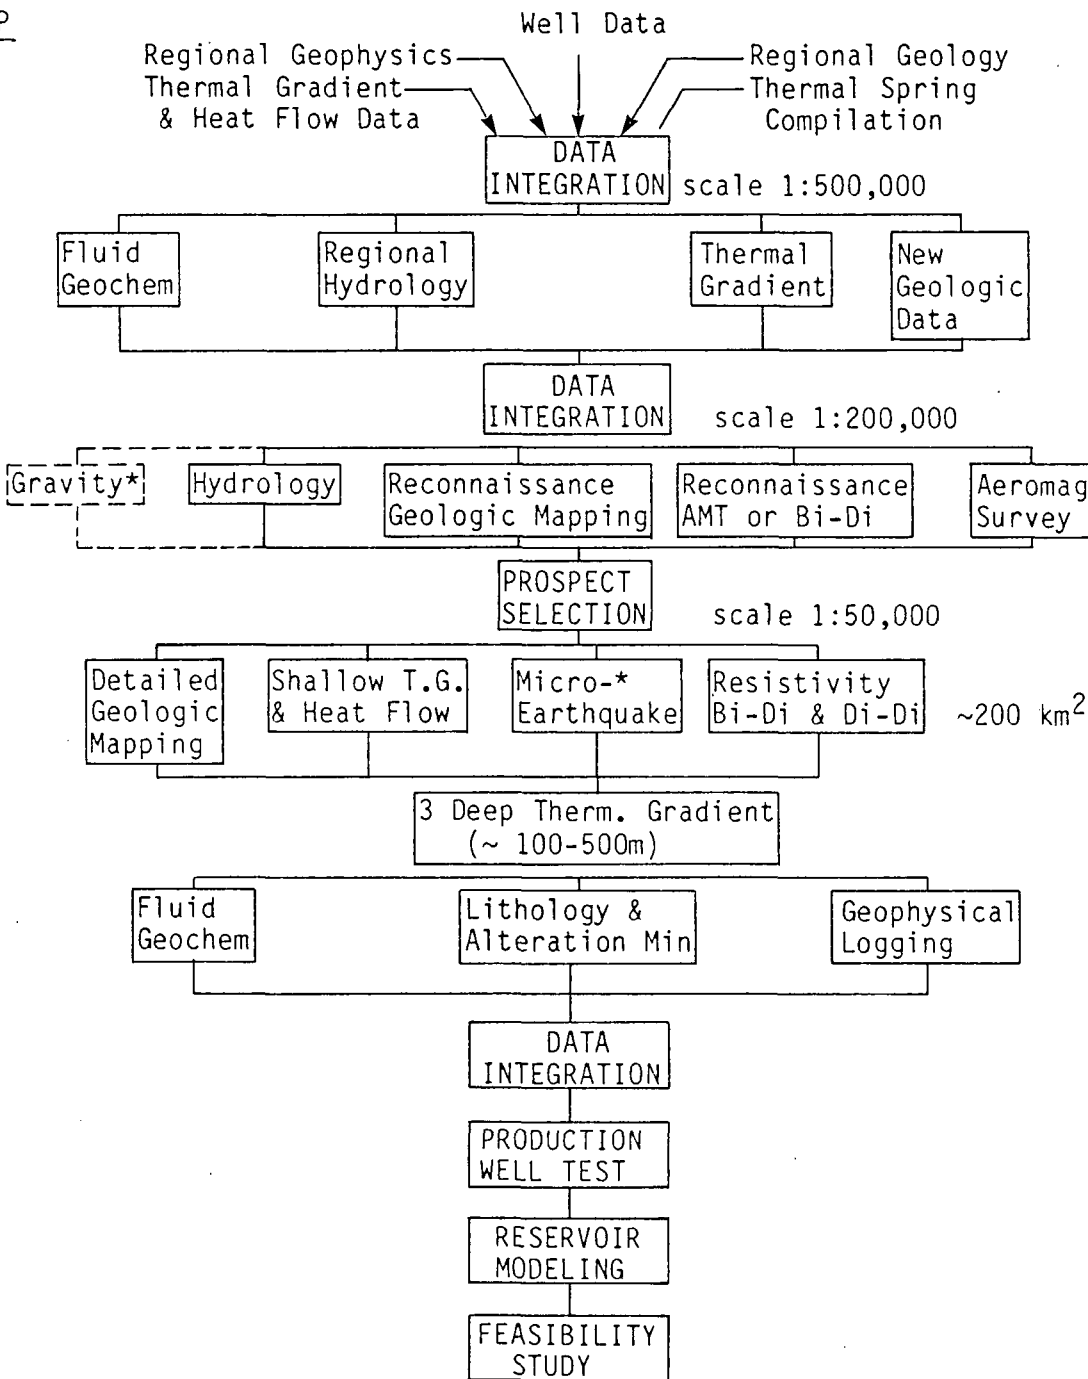 Well Data
Regional Geophysics
Thermal Gradient
& Heat Flow Data
Regional Geology
Thermal Spring
Compilation
DATA
INTEGRATION
scale 1:500,000
Fluid
Geochem
Regional
Hydrology
Thermal
Gradient
New
Geologic
Data
DATA
INTEGRATION
scale 1:200,000
Gravity*
Hydrology
Reconnaissance
Geologic Mapping
Reconnaissance
AMT or Bi-Di
Aeromag
Survey
PROSPECT
SELECTION
scale 1:50,000
Detailed
Geologic
Mapping
Shallow T.G.
& Heat Flow
Micro-*
Earthquake
Resistivity
Bi-Di & Di-Di
~200 km²
3 Deep Therm. Gradient
(~ 100-500m)
Fluid
Geochem
Lithology &
Alteration Min
Geophysical
Logging
DATA
INTEGRATION
PRODUCTION
WELL TEST
RESERVOIR
MODELING
FEASIBILITY
STUDY